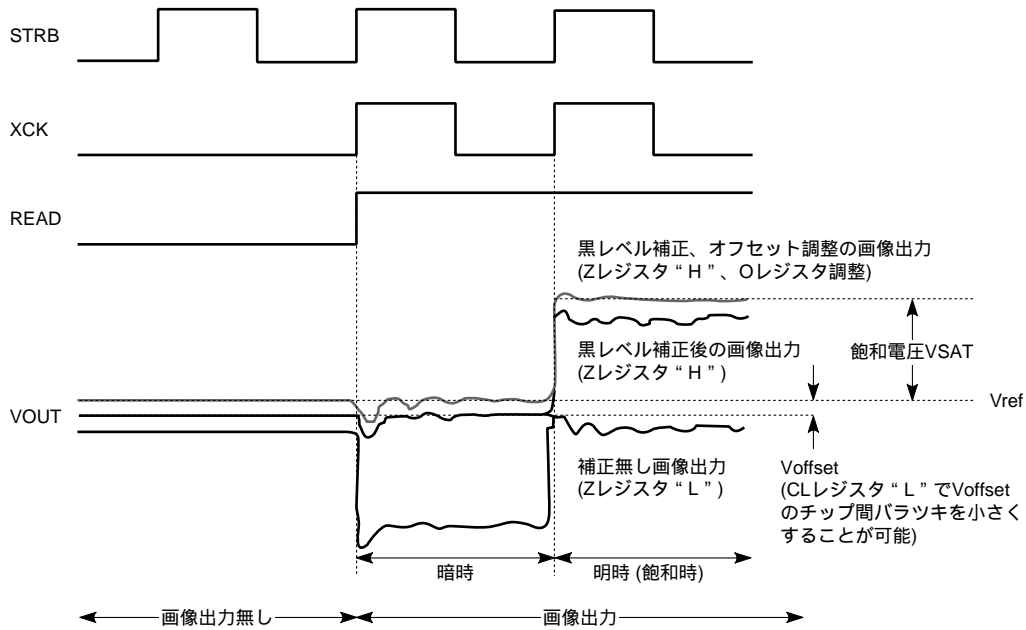 STRB
XCK
READ
黒レベル補正、オフセット調整の画像出力
(Zレジスタ“ H ” 、Oレジスタ調整)
黒レベル補正後の画像出力
(Zレジスタ“ H ” )
飽和電圧VSAT
Vref
VOUT
補正無し画像出力
(Zレジスタ“ L ” )
Voffset
(CLレジスタ“ L ” でVoffset
のチップ間バラツキを小さく
することが可能)
暗時
明時 (飽和時)
画像出力無し
画像出力